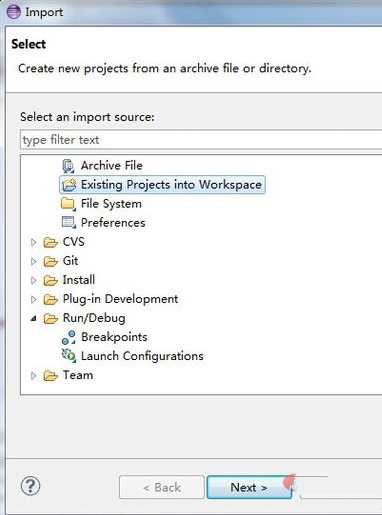 Import
Select
Create new projects from an archive file or directory.
Select an import source:
type filter text
Archive File
Existing Projects into Workspace
File System
Preferences
CVS
Git
Install
Plug-in Development
Run/Debug
Breakpoints
Launch Configurations
Team
?
< Back
Next >